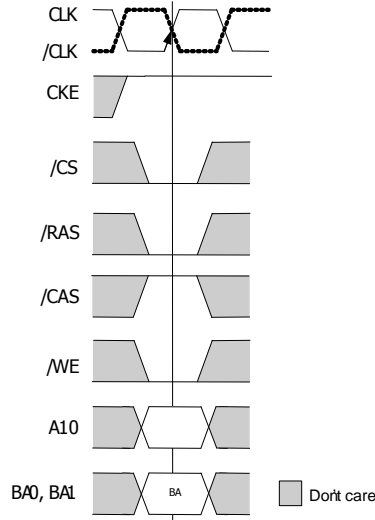 CLK
/CLK
CKE
/CS
/RAS
/CAS
/WE
A10
BA0, BA1
BA
Don't care